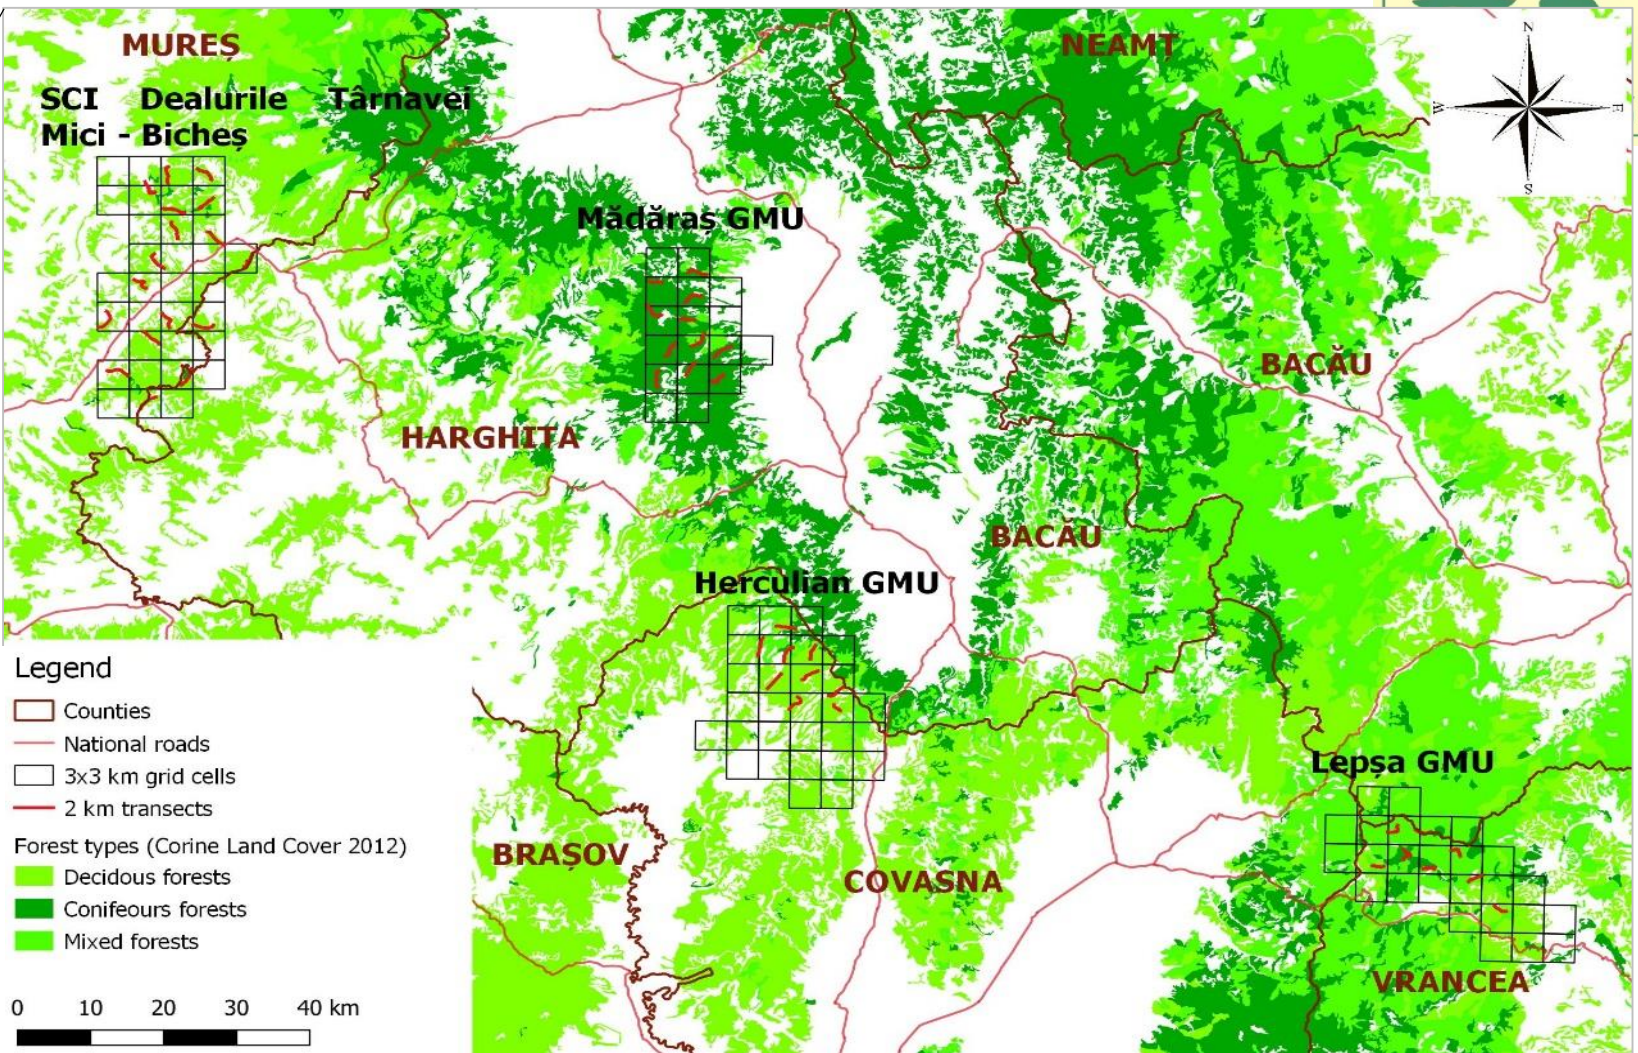 MUREȘ
NEAMȚ
N
W
E
S
SCI Dealurile Târnavei
Mici - Bicheș
Mădăraș GMU
BACĂU
HARGHITA
BACĂU
Herculian GMU
Lepșa GMU
BRAȘOV
COVASNA
VRANCEA
Legend
Counties
National roads
3x3 km grid cells
2 km transects
Forest types (Corine Land Cover 2012)
Decidous forests
Conifeours forests
Mixed forests
0 10 20 30 40 km